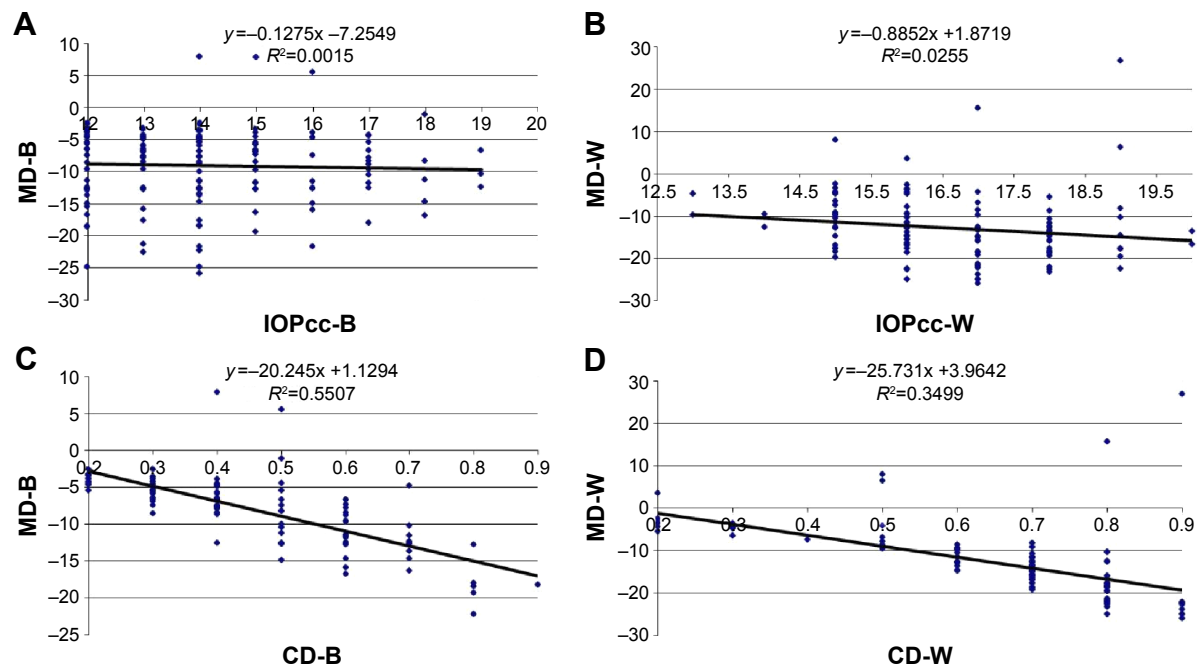 A
y=–0.1275x –7.2549
R²=0.0015
10
5
0
–5
–10
–15
–20
–25
–30
12 13 14 15 16 17 18 19 20
MD-B
IOPcc-B
B
y=–0.8852x +1.8719
R²=0.0255
30
20
10
0
–10
–20
–30
12.5 13.5 14.5 15.5 16.5 17.5 18.5 19.5
MD-W
IOPcc-W
C
y=–20.245x +1.1294
R²=0.5507
10
5
0
–5
–10
–15
–20
–25
0.2 0.3 0.4 0.5 0.6 0.7 0.8 0.9
MD-B
CD-B
D
y=–25.731x +3.9642
R²=0.3499
30
20
10
0
–10
–20
–30
0.2 0.3 0.4 0.5 0.6 0.7 0.8 0.9
MD-W
CD-W